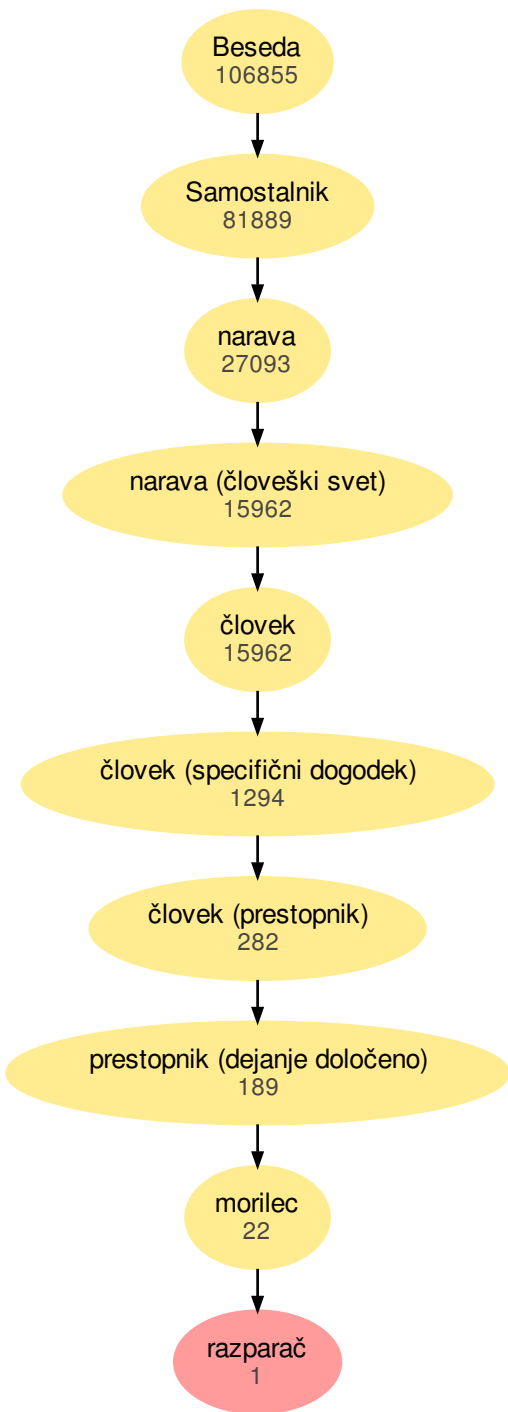 Beseda
106855
Samostalnik
81889
narava
27093
narava (človeški svet)
15962
človek
15962
človek (specifični dogodek)
1294
človek (prestopnik)
282
prestopnik (dejanje določeno)
189
morilec
22
razparač
1